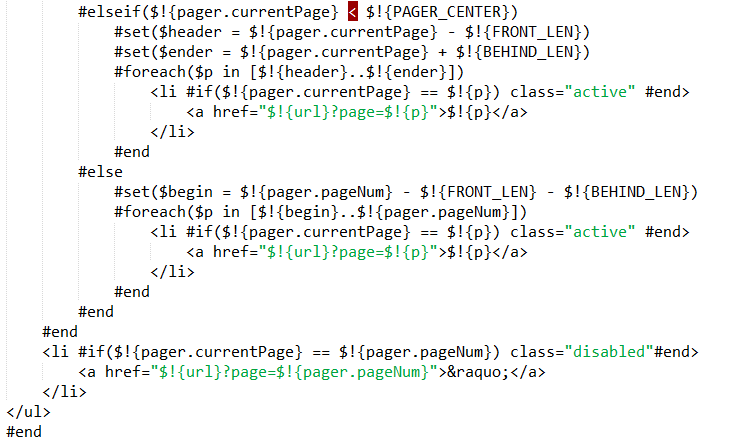 #elseif($!{pager.currentPage} < $!{PAGER_CENTER})
#set($header = $!{pager.currentPage} - $!{FRONT_LEN})
#set($ender = $!{pager.currentPage} + $!{BEHIND_LEN})
#foreach($p in [$!{header}..$!{ender}])
<li #if($!{pager.currentPage} == $!{p}) class="active" #end>
<a href="$!{url}?page=$!{p}">$!{p}</a>
</li>
#end
#else
#set($begin = $!{pager.pageNum} - $!{FRONT_LEN} - $!{BEHIND_LEN})
#foreach($p in [$!{begin}..$!{pager.pageNum}])
<li #if($!{pager.currentPage} == $!{p}) class="active" #end>
<a href="$!{url}?page=$!{p}">$!{p}</a>
</li>
#end
#end
#end
<li #if($!{pager.currentPage} == $!{pager.pageNum}) class="disabled"#end>
<a href="$!{url}?page=$!{pager.pageNum}">&raquo;</a>
</li>
</ul>
#end